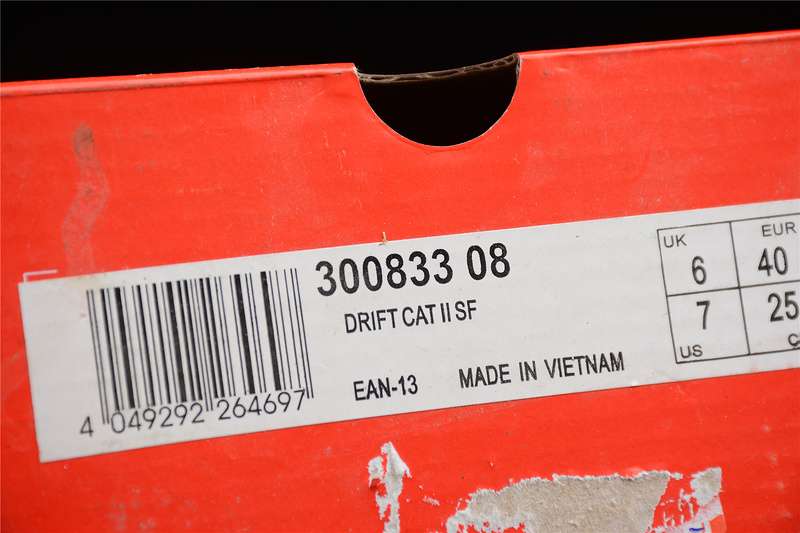 300833 08
DRIFT CAT II SF
EAN-13 MADE IN VIETNAM
4 049292 264697
UK 6 EUR 40
7 25
US